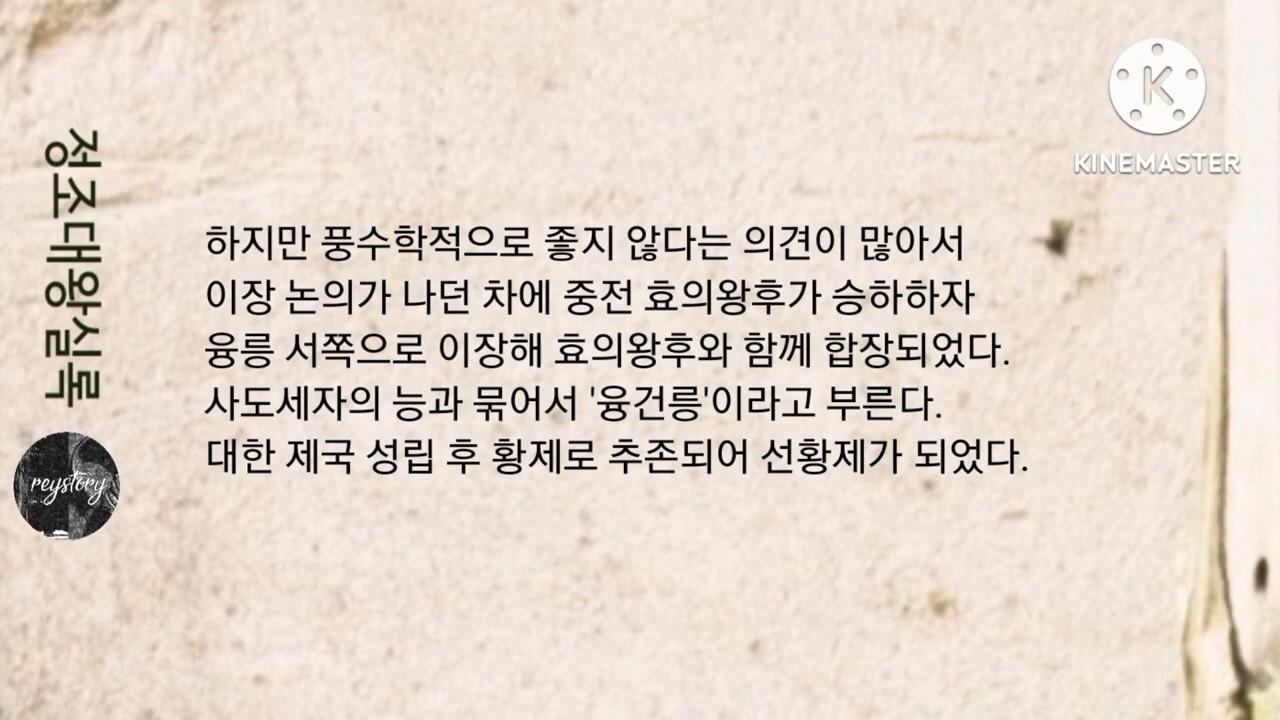 정조대왕실록
reystory
KINEMASTER
하지만 풍수학적으로 좋지 않다는 의견이 많아서
이장 논의가 나던 차에 중전 효의왕후가 승하하자
융릉 서쪽으로 이장해 효의왕후와 함께 합장되었다.
사도세자의 능과 묶어서 '융건릉'이라고 부른다.
대한 제국 성립 후 황제로 추존되어 선황제가 되었다.